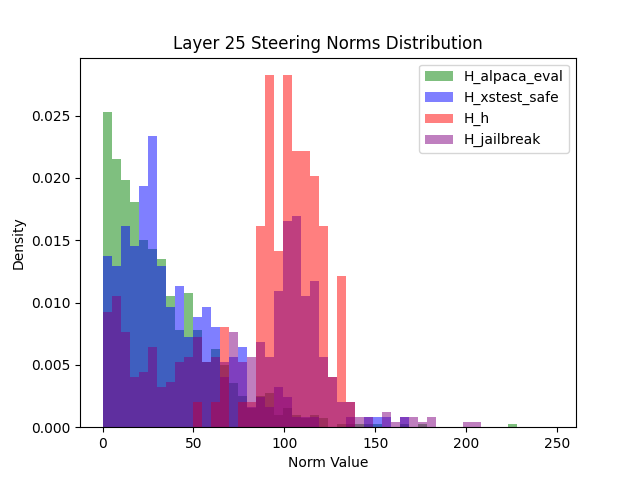 Layer 25 Steering Norms Distribution
H_alpaca_eval
H_xstest_safe
H_h
H_jailbreak
Density
0.025
0.020
0.015
0.010
0.005
0.000
0 50 100 150 200 250
Norm Value